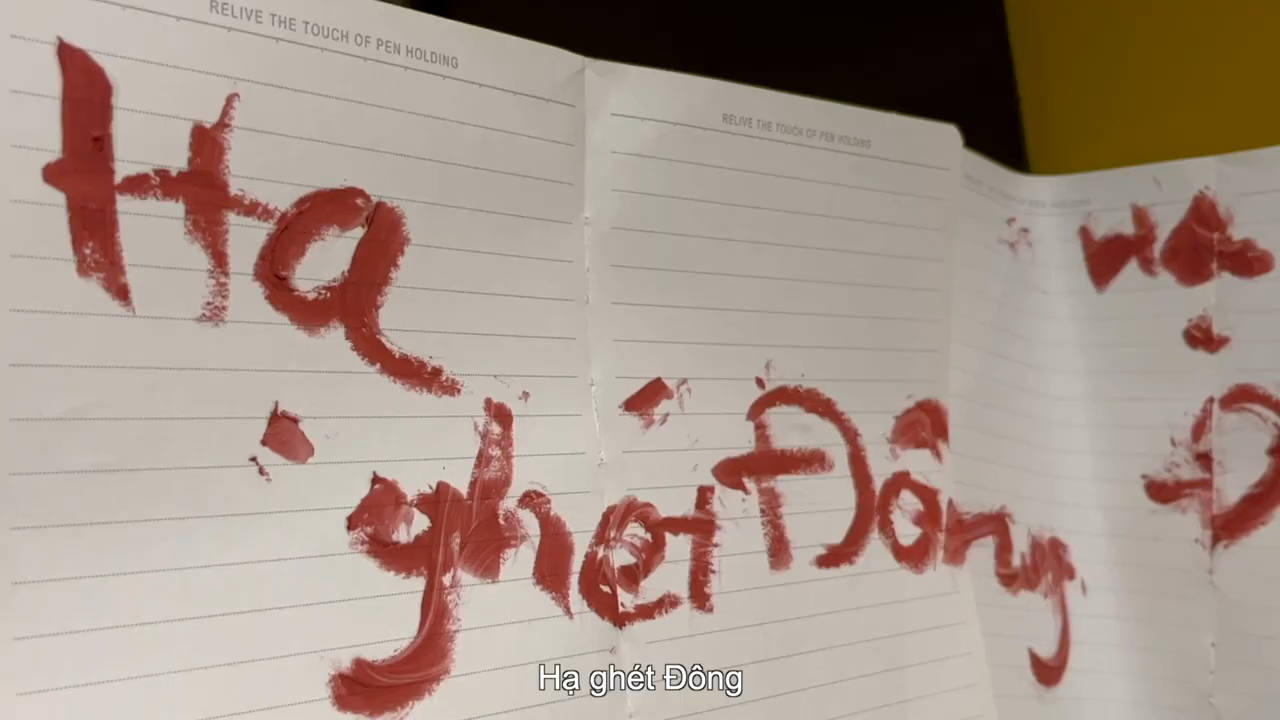 RELIVE THE TOUCH OF PEN HOLDING
RELIVE THE TOUCH OF PEN HOLDING
Hạ
ghét Đông
Hạ ghét Đông